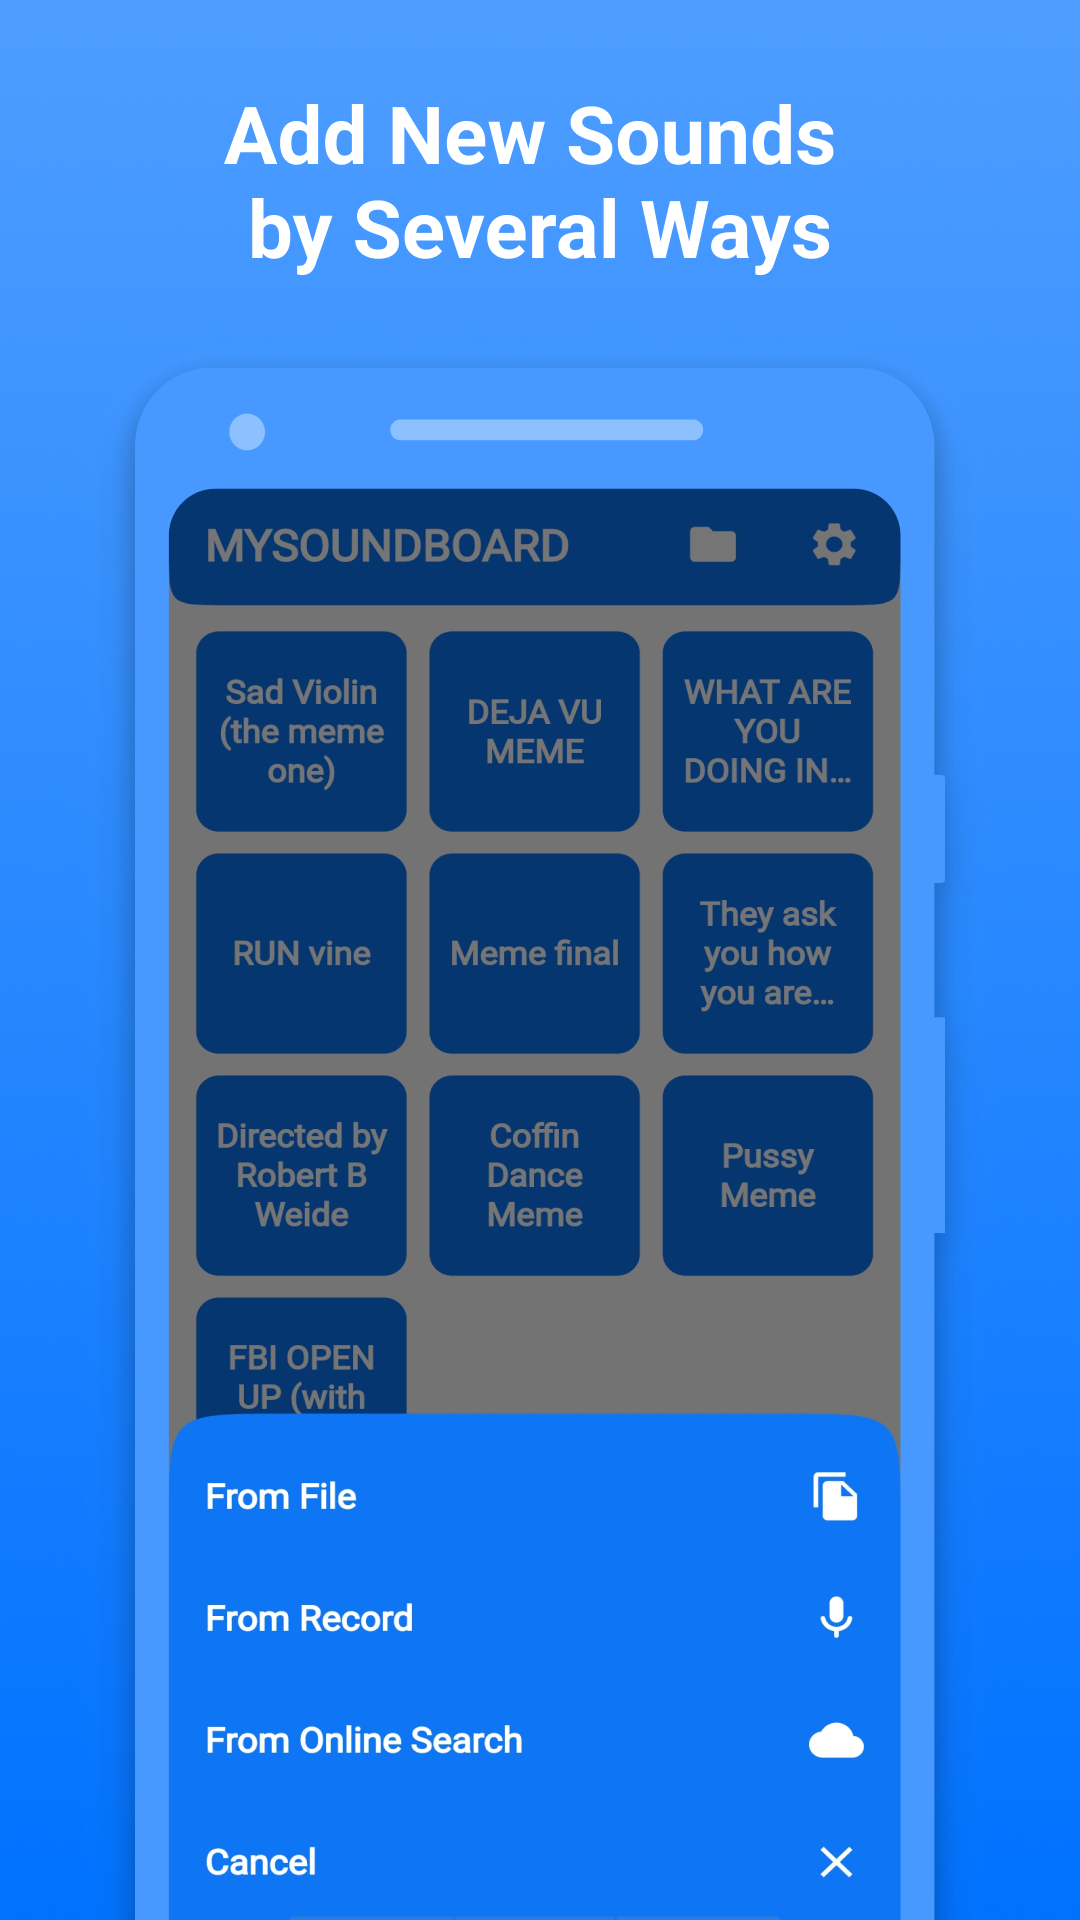 Add New Sounds
by Several Ways
MYSOUNDBOARD
Sad Violin
(the meme
one)
DEJA VU
MEME
WHAT ARE
YOU
DOING IN...
RUN vine
Meme final
They ask
you how
you are...
Directed by
Robert B
Weide
Coffin
Dance
Meme
Pussy
Meme
FBI OPEN
UP (with
From File
From Record
From Online Search
Cancel